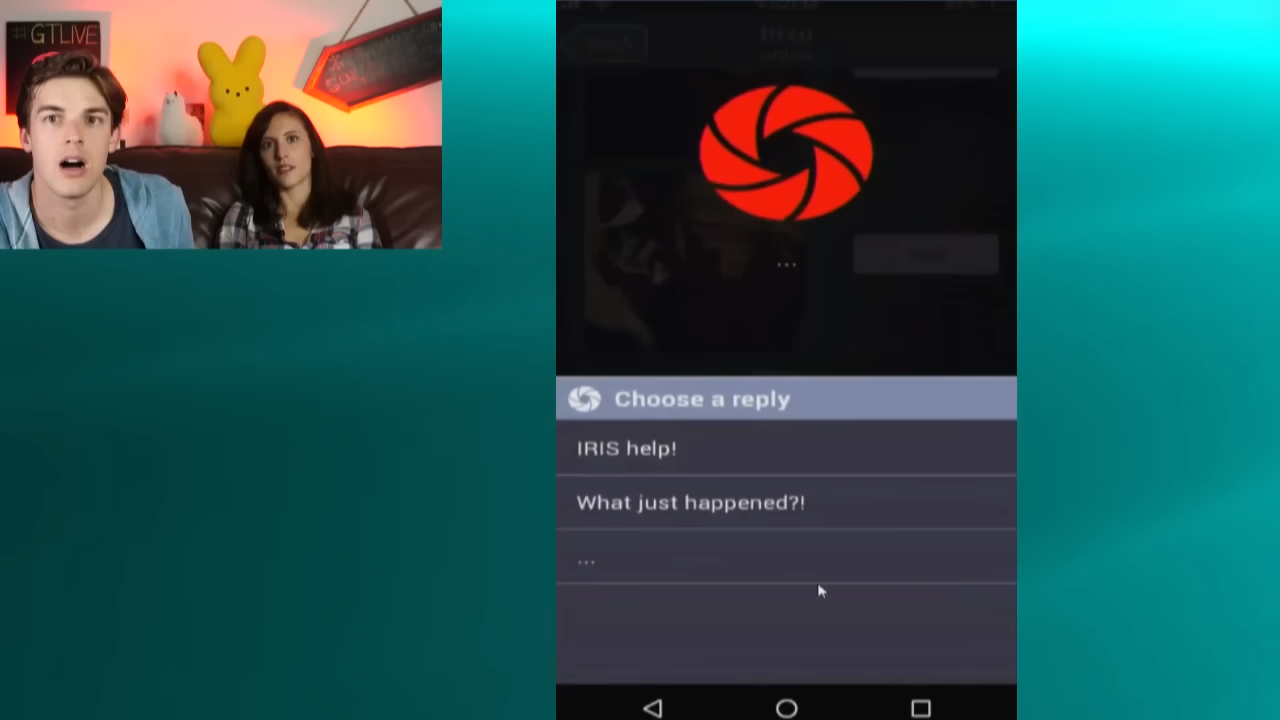 #GTLIVE
...
Choose a reply
IRIS help!
What just happened?!
...